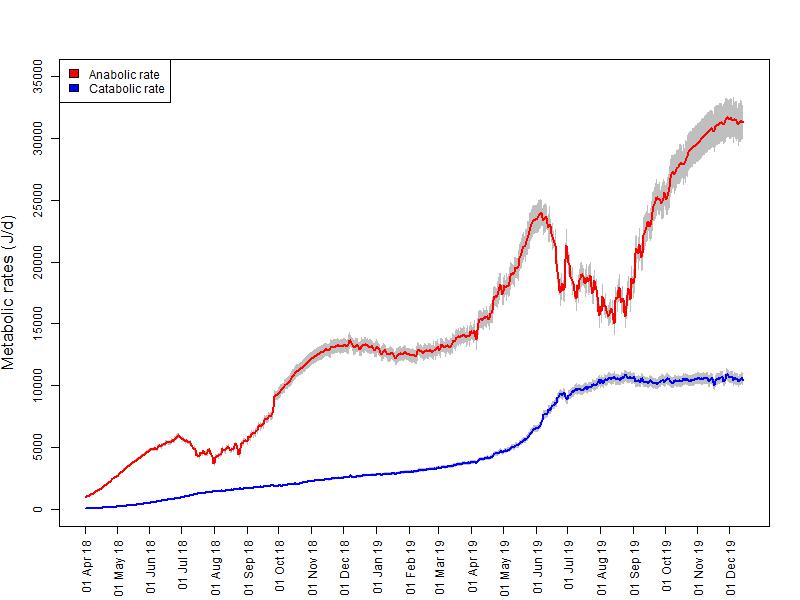 Anabolic rate
Catabolic rate
Metabolic rates (J/d)
35000
30000
25000
20000
15000
10000
5000
0
01 Apr 18
01 May 18
01 Jun 18
01 Jul 18
01 Aug 18
01 Sep 18
01 Oct 18
01 Nov 18
01 Dec 18
01 Jan 19
01 Feb 19
01 Mar 19
01 Apr 19
01 May 19
01 Jun 19
01 Jul 19
01 Aug 19
01 Sep 19
01 Oct 19
01 Nov 19
01 Dec 19